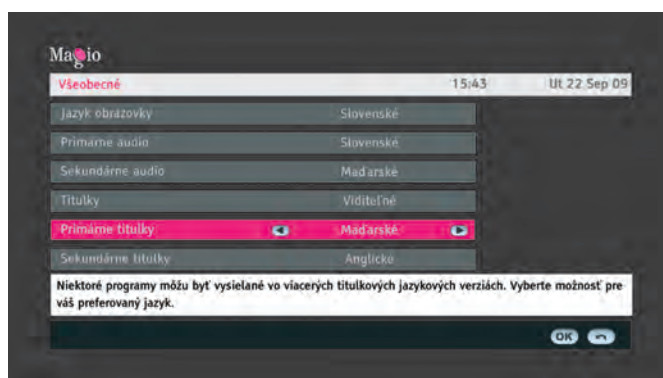 Magio
Všeobecné 15:43 Ut 22 Sep 09
Jazyk obrazovky Slovenské
Primárne audio Slovenské
Sekundárne audio Maďarské
Titulky Viditeľné
Primárne titulky Maďarské
Sekundárne titulky Anglické
Niektoré programy môžu byť vysielané vo viacerých titulkových jazykových verziách. Vyberte možnosť pre
váš preferovaný jazyk.
OK